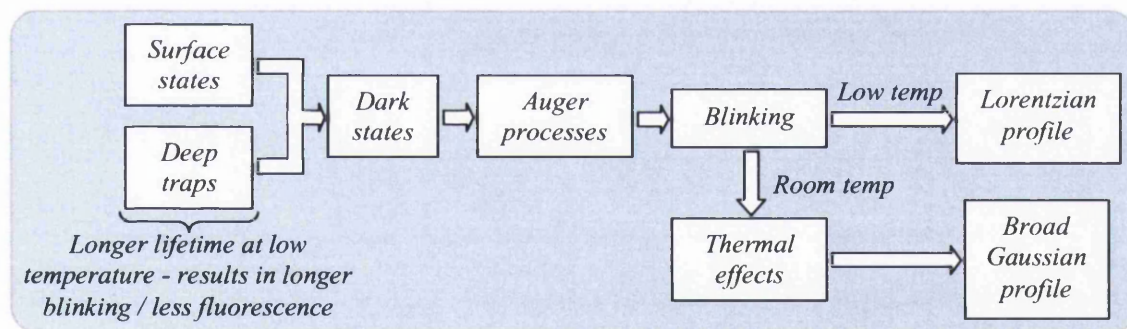 Surface
states
Deep
traps
Longer lifetime at low
temperature - results in longer
blinking / less fluorescence
Dark
states
Auger
processes
Blinking
Low temp
Lorentzian
profile
Room temp
Thermal
effects
Broad
Gaussian
profile